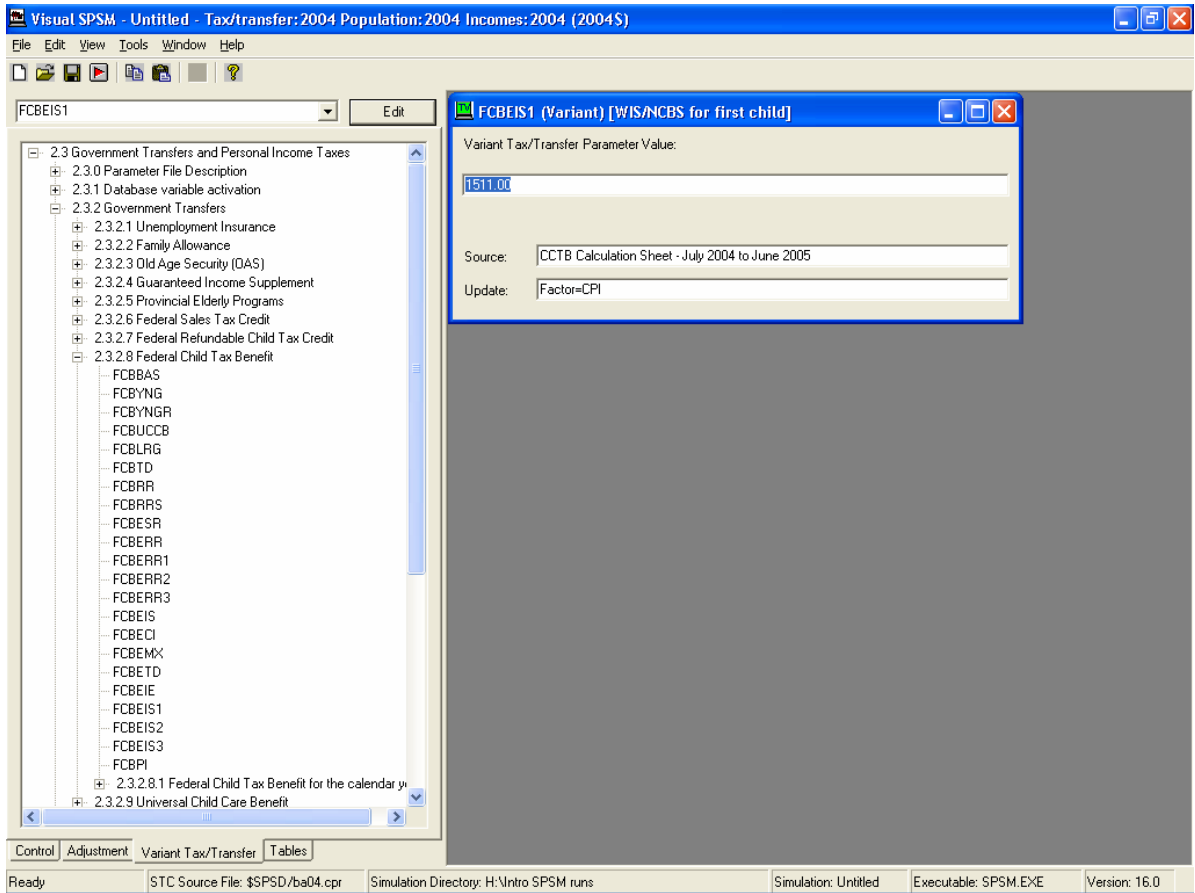 Visual SPSM - Untitled - Tax/transfer:2004 Population:2004 Incomes:2004 (2004$)
File Edit View Tools Window Help
FCBEIS1 Edit
2.3 Government Transfers and Personal Income Taxes
2.3.0 Parameter File Description
2.3.1 Database variable activation
2.3.2 Government Transfers
2.3.2.1 Unemployment Insurance
2.3.2.2 Family Allowance
2.3.2.3 Old Age Security (OAS)
2.3.2.4 Guaranteed Income Supplement
2.3.2.5 Provincial Elderly Programs
2.3.2.6 Federal Sales Tax Credit
2.3.2.7 Federal Refundable Child Tax Credit
2.3.2.8 Federal Child Tax Benefit
FCBBAS
FCBYNG
FCBYNGR
FCBUCCB
FCBLRG
FCBTD
FCBRR
FCBRRS
FCBESR
FCBERR
FCBERR1
FCBERR2
FCBERR3
FCBEIS
FCBECI
FCBEMX
FCBETD
FCBEIE
FCBEIS1
FCBEIS2
FCBEIS3
FCBPI
2.3.2.8.1 Federal Child Tax Benefit for the calendar y
2.3.2.9 Universal Child Care Benefit
Control Adjustment Variant Tax/Transfer Tables
FCBEIS1 (Variant) [WIS/NCBS for first child]
Variant Tax/Transfer Parameter Value:
1511.00
Source: CCTB Calculation Sheet - July 2004 to June 2005
Update: Factor=CPI
Ready STC Source File: $SPSD/ba04.cpr Simulation Directory: H:\Intro SPSM runs Simulation: Untitled Executable: SPSM.EXE Version: 16.0